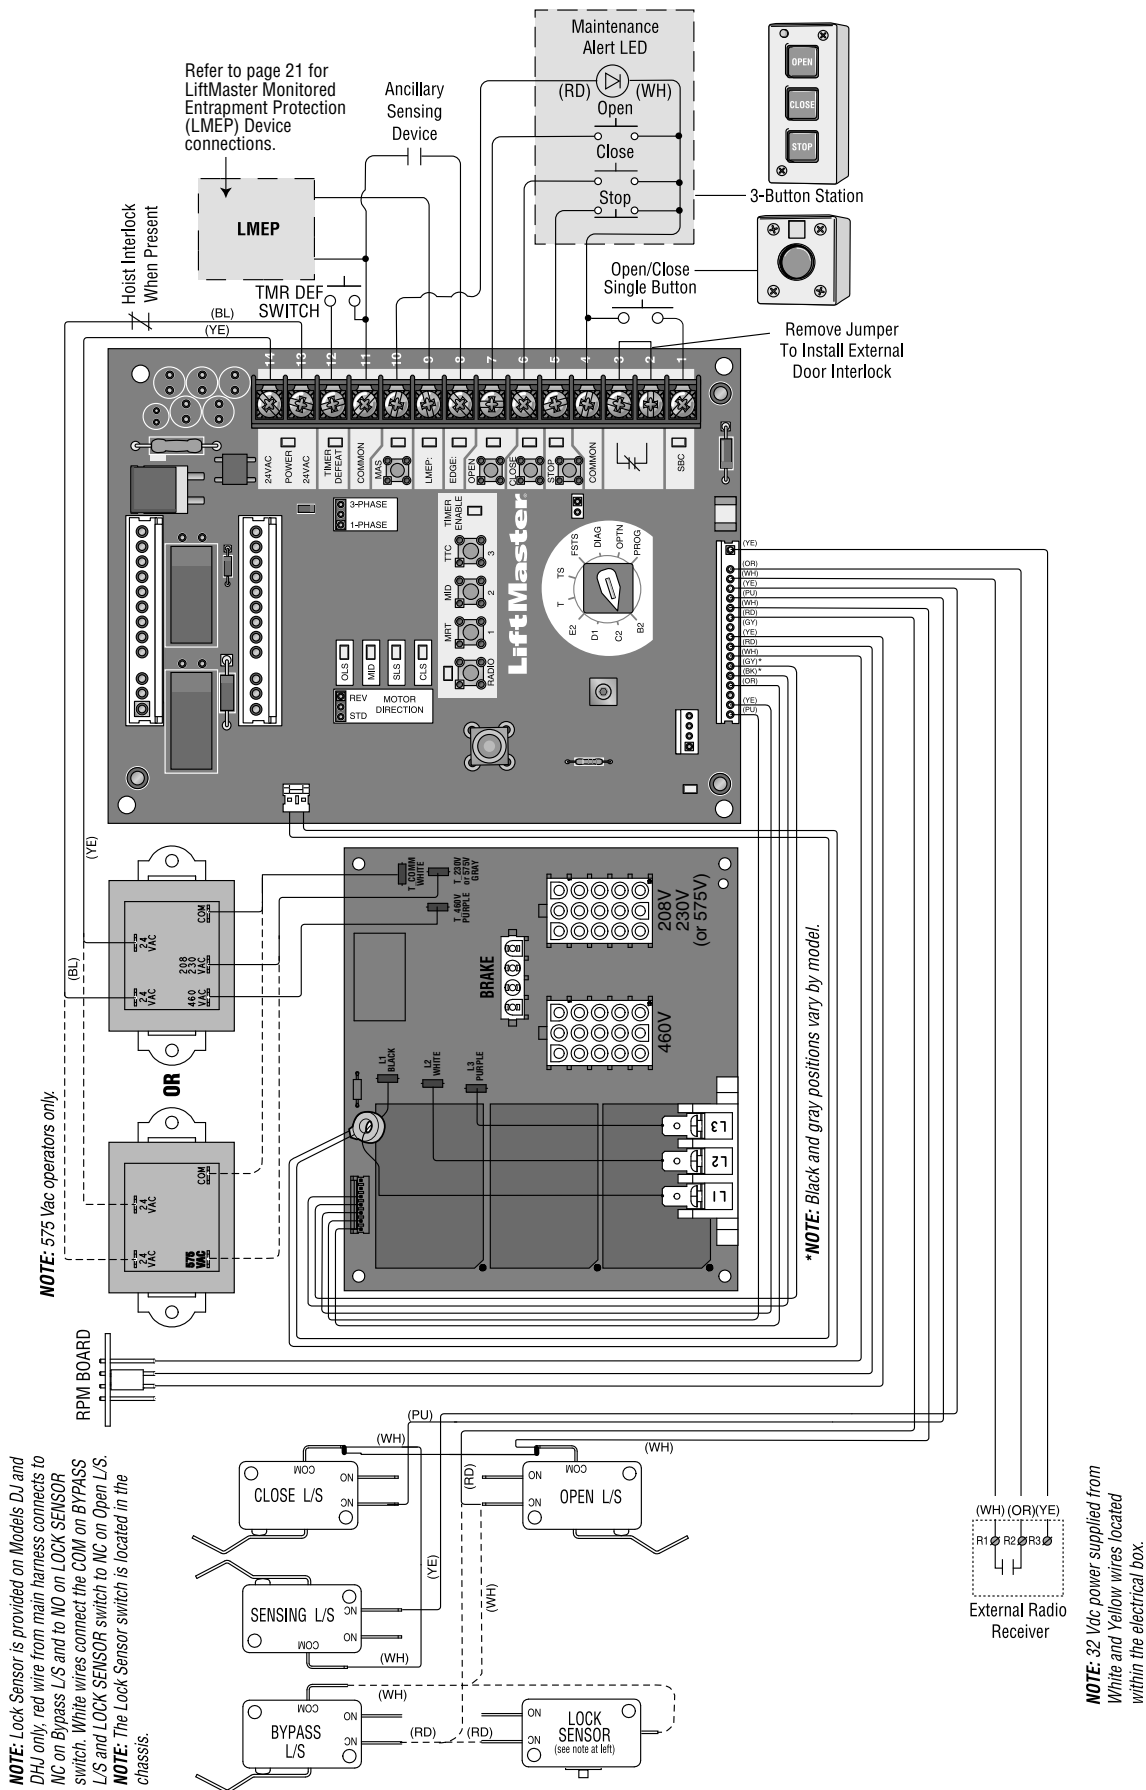 Maintenance
Alert LED
(RD)
(WH)
Open
Close
Stop
OPEN
CLOSE
STOP
3-Button Station
Refer to page 21 for
LiftMaster Monitored
Entrapment Protection
(LMEP) Device
connections.
Ancillary
Sensing
Device
LMEP
Hoist Interlock
When Present
TMR DEF
SWITCH
Open/Close
Single Button
(BL)
(YE)
Remove Jumper
To Install External
Door Interlock
14
13
12
11
10
9
8
7
6
5
4
3
2
1
24VAC
POWER
24VAC
TIMER
DEFEAT
COMMON
MAS
LMEP:
EDGE:
OPEN
CLOSE
STOP
COMMON
SBC
3-PHASE
1-PHASE
TIMER
ENABLE
TTC
3
MID
2
MRT
1
RADIO
LiftMaster
T
TS
FSTS
DIAG
OPTN
PROG
B2
C2
D1
E2
OLS
MID
SLS
CLS
REV
STD
MOTOR
DIRECTION
(YE)
(OR)
(WH)
(YE)
(PU)
(WH)
(RD)
(GY)
(YE)
(RD)
(WH)
(GY)*
(BK)*
(OR)
(YE)
(PU)
(YE)
(BL)
COM
24
VAC
208
230
VAC
24
VAC
460
VAC
OR
COM
24
VAC
24
VAC
575
VAC
NOTE: 575 Vac operators only.
T_COMM
WHITE
T_230V
or 575V
GRAY
T_460V
PURPLE
208V
230V
(or 575V)
BRAKE
460V
L1
BLACK
L2
WHITE
L3
PURPLE
L3
L2
L1
*NOTE: Black and gray positions vary by model.
RPM BOARD
(PU)
(WH)
(WH)
COM
NO
NC
CLOSE L/S
(RD)
COM
NO
NC
OPEN L/S
(YE)
SENSING L/S
NC
NO
COM
(WH)
(WH)
(WH)
COM
NO
NC
BYPASS
L/S
(RD)
(RD)
NO
NC
LOCK
SENSOR
(see note at left)
(WH)
(OR)
(YE)
R1
R2
R3
External Radio
Receiver
NOTE: Lock Sensor is provided on Models DJ and
DHJ only, red wire from main harness connects to
NC on Bypass L/S and to NO on LOCK SENSOR
switch. White wires connect the COM on BYPASS
L/S and LOCK SENSOR switch to NC on Open L/S.
NOTE: The Lock Sensor switch is located in the
chassis.
NOTE: 32 Vdc power supplied from
White and Yellow wires located
within the electrical box.